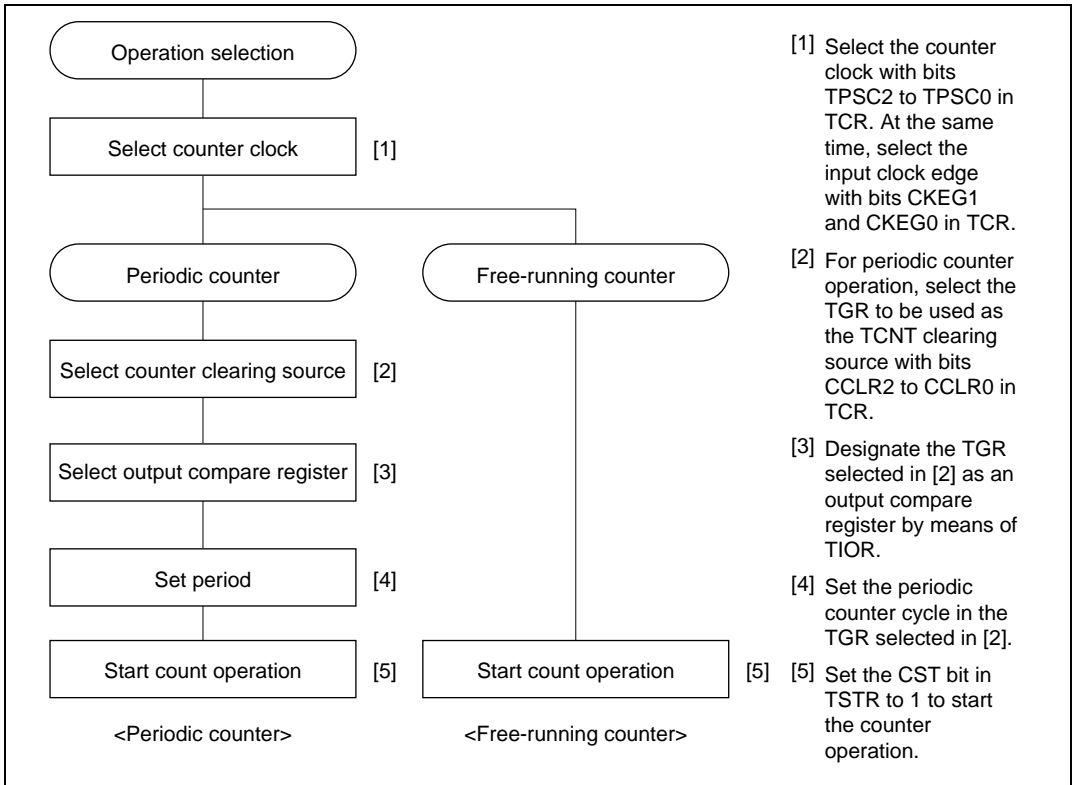 Operation selection
Select counter clock [1]
Periodic counter
Free-running counter
Select counter clearing source [2]
Select output compare register [3]
Set period [4]
Start count operation [5]
Start count operation [5]
<Periodic counter>
<Free-running counter>
[1] Select the counter
clock with bits
TPSC2 to TPSC0 in
TCR. At the same
time, select the
input clock edge
with bits CKEG1
and CKEG0 in TCR.
[2] For periodic counter
operation, select the
TGR to be used as
the TCNT clearing
source with bits
CCLR2 to CCLR0 in
TCR.
[3] Designate the TGR
selected in [2] as an
output compare
register by means of
TIOR.
[4] Set the periodic
counter cycle in the
TGR selected in [2].
[5] Set the CST bit in
TSTR to 1 to start
the counter
operation.